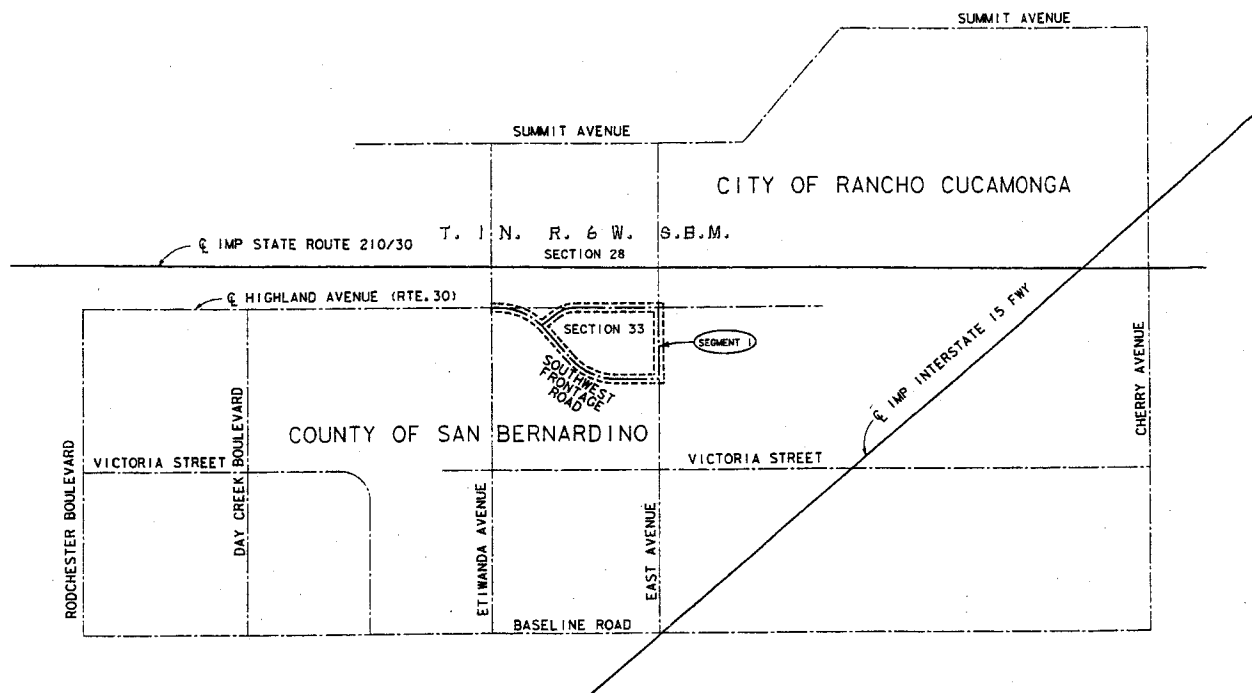 SUMMIT AVENUE
SUMMIT AVENUE
CITY OF RANCHO CUCAMONGA
T. 1 N. R. 6 W. S.B.M.
℄ IMP STATE ROUTE 210/30
SECTION 28
℄ HIGHLAND AVENUE (RTE.30)
SECTION 33
SEGMENT 1
SOUTHWEST
FRONTAGE
ROAD
℄ IMP INTERSTATE 15 FWY
CHERRY AVENUE
COUNTY OF SAN BERNARDINO
VICTORIA STREET
VICTORIA STREET
RODCHESTER BOULEVARD
DAY CREEK BOULEVARD
ETIWANDA AVENUE
EAST AVENUE
BASELINE ROAD